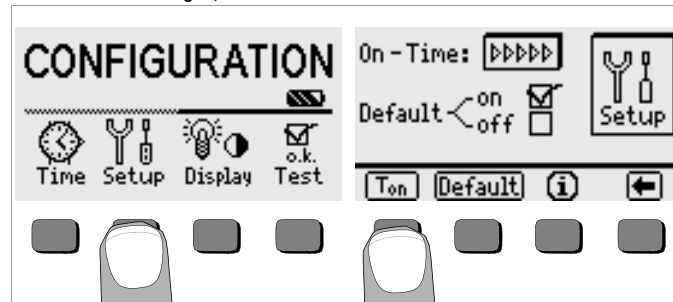 CONFIGURATION
o.k.
Time Setup Display Test
On-Time: ▷▷▷▷▷
Default on
off
Setup
Ton Default i